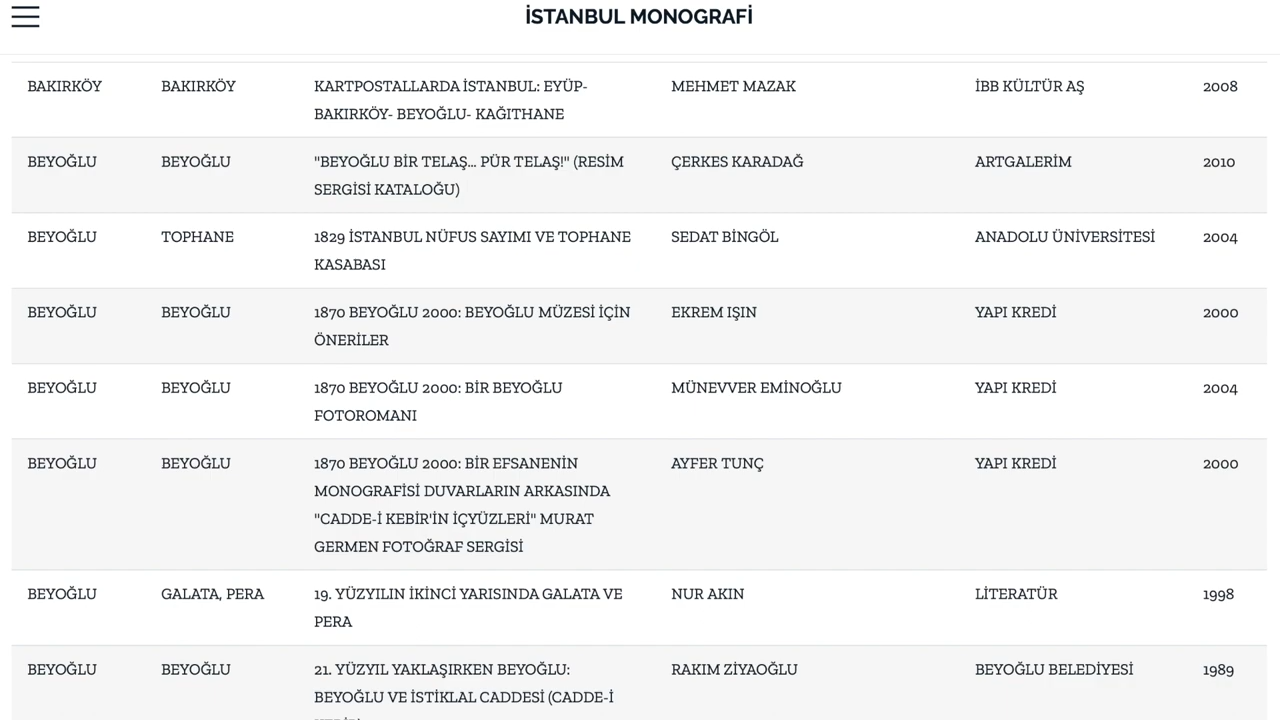 İSTANBUL MONOGRAFİ
BAKIRKÖY BAKIRKÖY KARTPOSTALLARDA İSTANBUL: EYÜP- MEHMET MAZAK İBB KÜLTÜR AŞ 2008
BAKIRKÖY- BEYOĞLU- KAĞITHANE
BEYOĞLU BEYOĞLU "BEYOĞLU BİR TELAŞ... PÜR TELAŞ!" (RESİM ÇERKES KARADAĞ ARTGALERİM 2010
SERGİSİ KATALOĞU)
BEYOĞLU TOPHANE 1829 İSTANBUL NÜFUS SAYIMI VE TOPHANE SEDAT BİNGÖL ANADOLU ÜNİVERSİTESİ 2004
KASABASI
BEYOĞLU BEYOĞLU 1870 BEYOĞLU 2000: BEYOĞLU MÜZESİ İÇİN EKREM IŞIN YAPI KREDİ 2000
ÖNERİLER
BEYOĞLU BEYOĞLU 1870 BEYOĞLU 2000: BİR BEYOĞLU MÜNEVVER EMİNOĞLU YAPI KREDİ 2004
FOTOROMANI
BEYOĞLU BEYOĞLU 1870 BEYOĞLU 2000: BİR EFSANENİN AYFER TUNÇ YAPI KREDİ 2000
MONOGRAFİSİ DUVARLARIN ARKASINDA
"CADDE-İ KEBİR'İN İÇYÜZLERİ" MURAT
GERMEN FOTOĞRAF SERGİSİ
BEYOĞLU GALATA, PERA 19. YÜZYILIN İKİNCİ YARISINDA GALATA VE NUR AKIN LİTERATÜR 1998
PERA
BEYOĞLU BEYOĞLU 21. YÜZYIL YAKLAŞIRKEN BEYOĞLU: RAKIM ZİYAOĞLU BEYOĞLU BELEDİYESİ 1989
BEYOĞLU VE İSTİKLAL CADDESİ (CADDE-İ